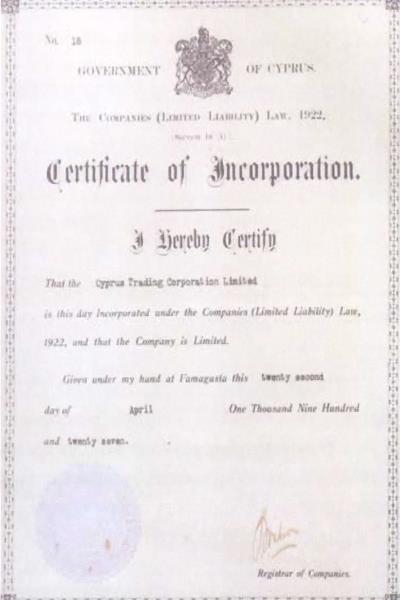 No. 18
GOVERNMENT OF CYPRUS.
THE COMPANIES (LIMITED LIABILITY) LAW, 1922,
Certificate of Incorporation.
I Hereby Certify
That the Cyprus Trading Corporation Limited
is this day Incorporated under the Companies (Limited Liability) Law,
1922, and that the Company is Limited.
Given under my hand at Famagusta this twenty second
day of April One Thousand Nine Hundred
and twenty seven.
Registrar of Companies.